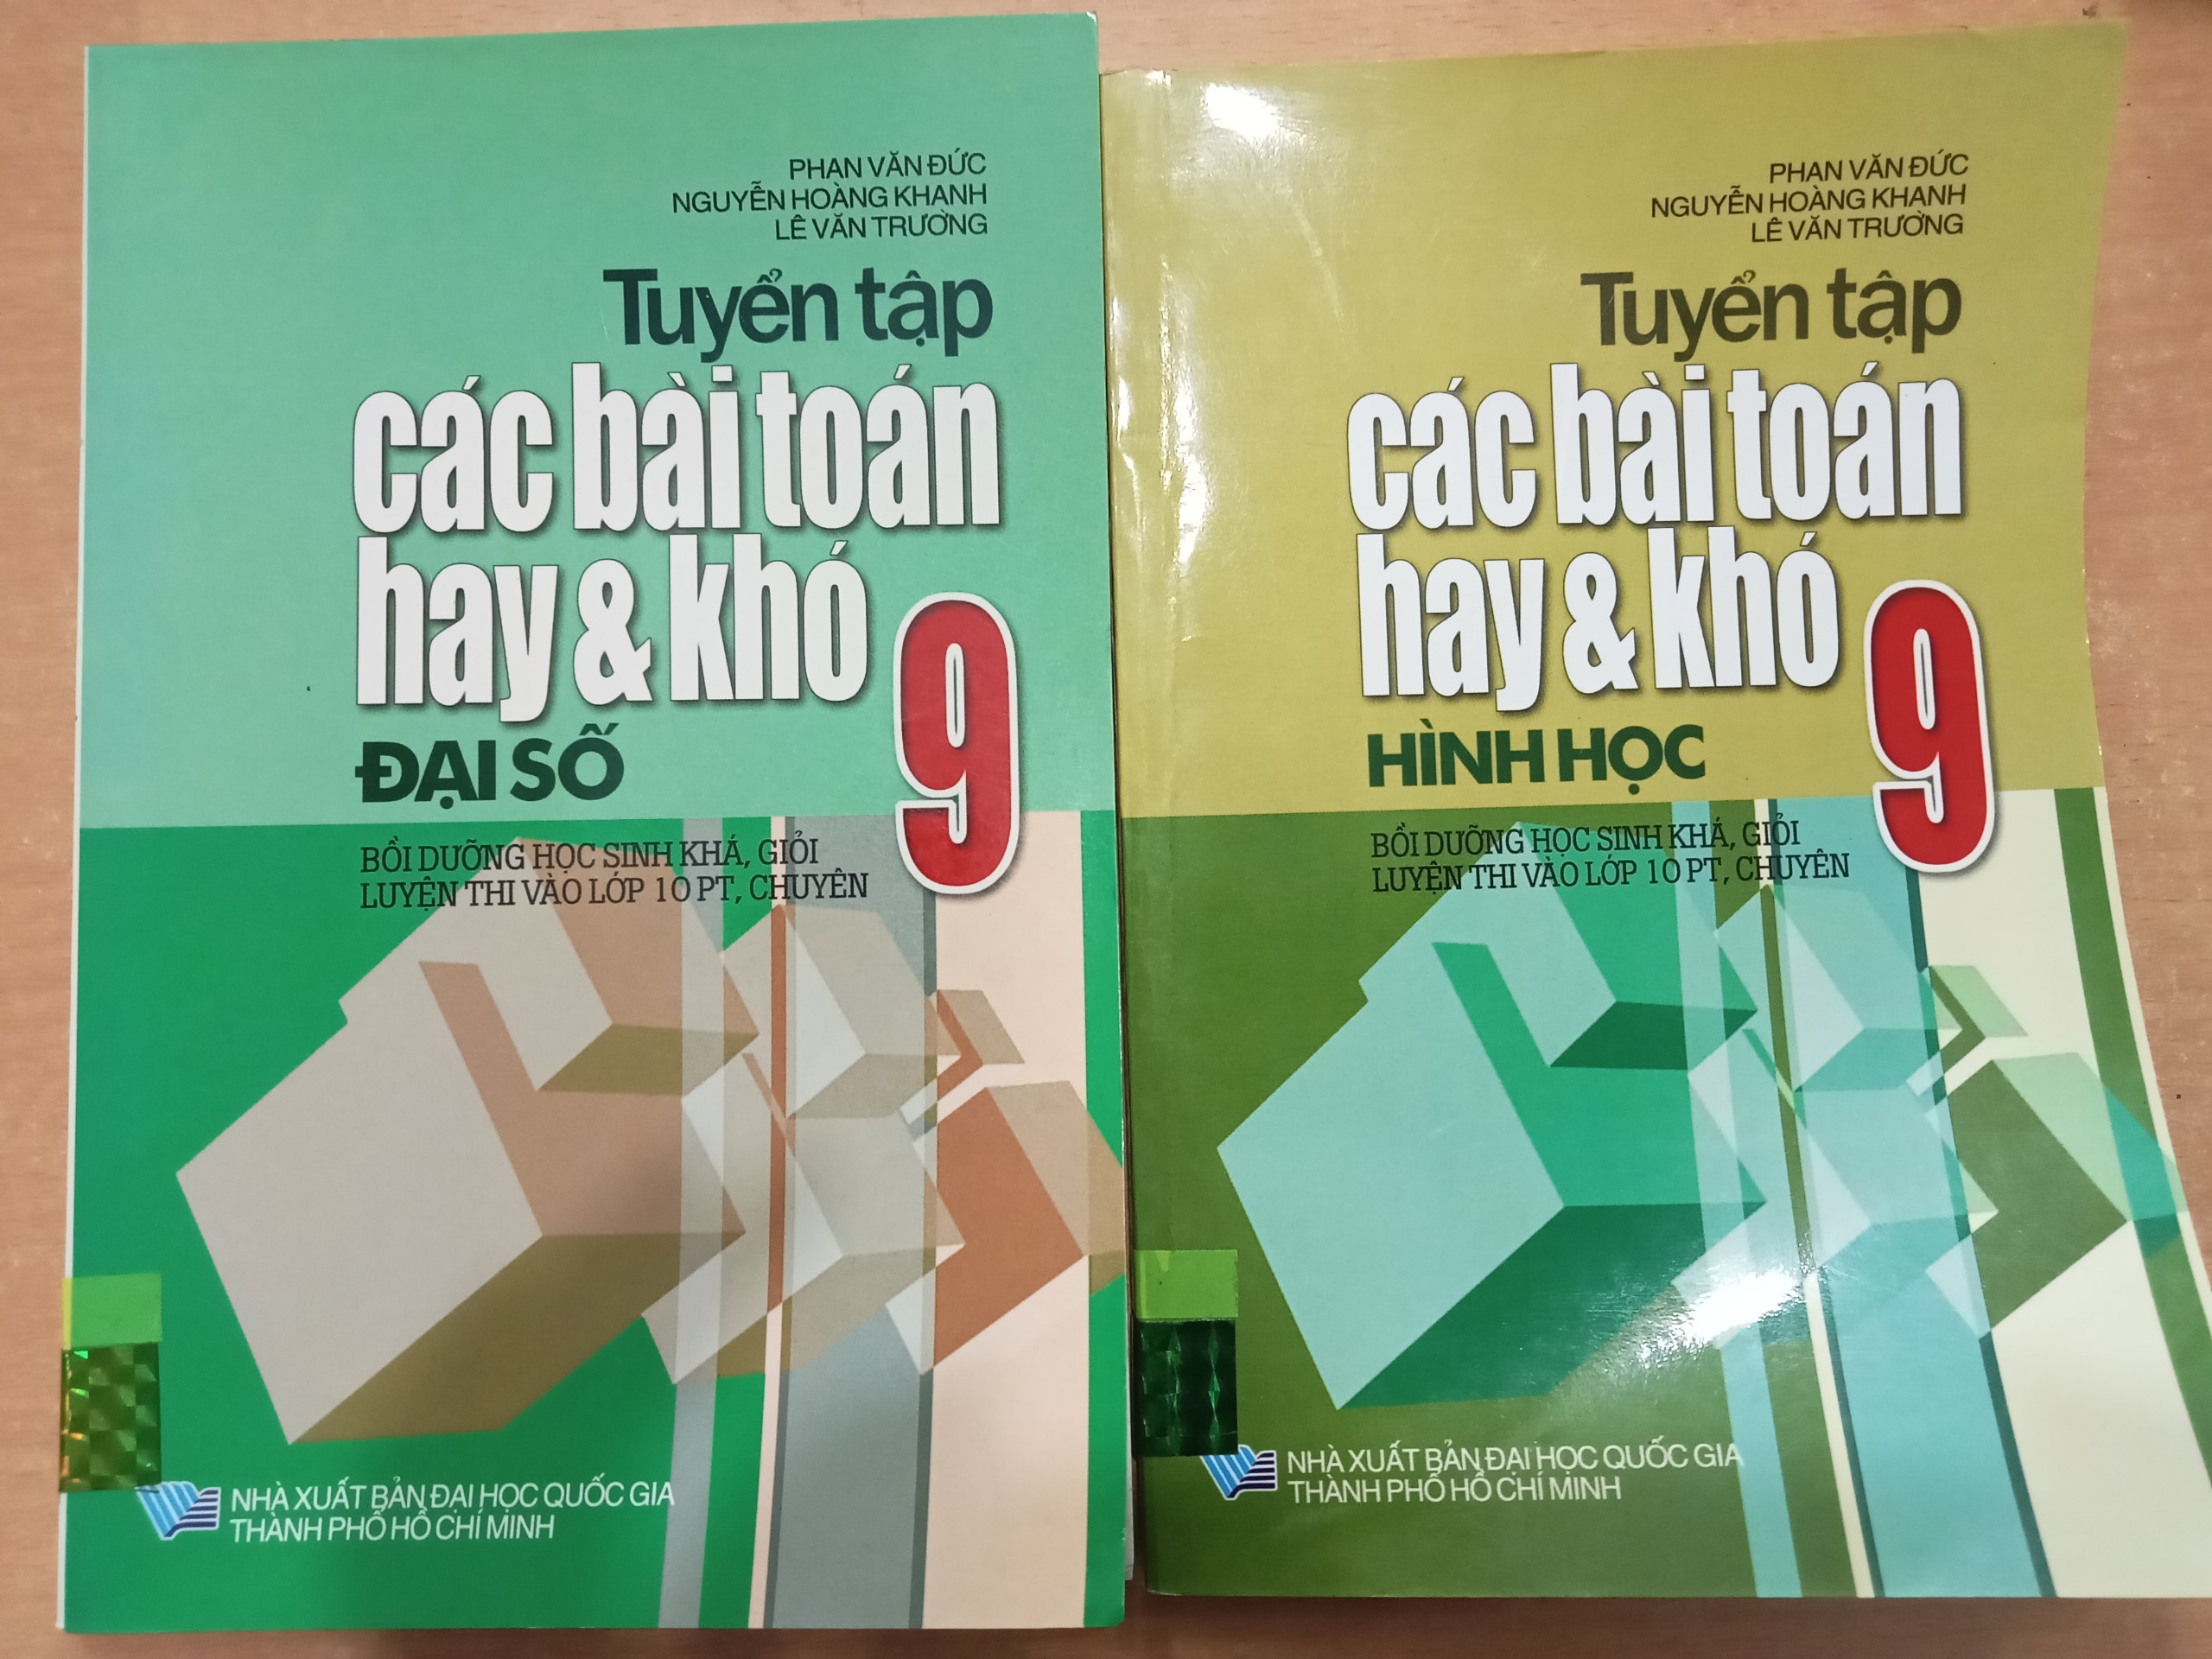 PHAN VĂN ĐỨC
NGUYỄN HOÀNG KHANH
LÊ VĂN TRƯỜNG
Tuyển tập
các bài toán
hay & khó
9
ĐẠI SỐ
BỒI DƯỠNG HỌC SINH KHÁ, GIỎI
LUYỆN THI VÀO LỚP 10 PT, CHUYÊN
NHÀ XUẤT BẢN ĐẠI HỌC QUỐC GIA
THÀNH PHỐ HỒ CHÍ MINH
PHAN VĂN ĐỨC
NGUYỄN HOÀNG KHANH
LÊ VĂN TRƯỜNG
Tuyển tập
các bài toán
hay & khó
9
HÌNH HỌC
BỒI DƯỠNG HỌC SINH KHÁ, GIỎI
LUYỆN THI VÀO LỚP 10 PT, CHUYÊN
NHÀ XUẤT BẢN ĐẠI HỌC QUỐC GIA
THÀNH PHỐ HỒ CHÍ MINH